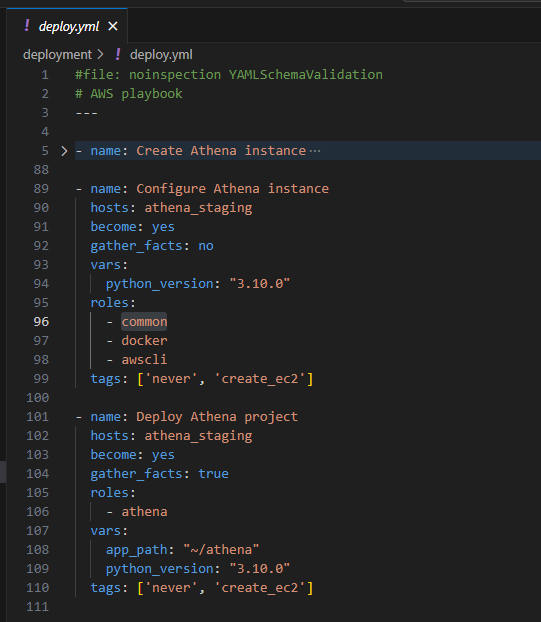 ! deploy.yml ×
deployment > ! deploy.yml
1 #file: noinspection YAMLSchemaValidation
2 # AWS playbook
3 ---
4
5 > - name: Create Athena instance ···
88
89 - name: Configure Athena instance
90 hosts: athena_staging
91 become: yes
92 gather_facts: no
93 vars:
94 python_version: "3.10.0"
95 roles:
96 - common
97 - docker
98 - awscli
99 tags: ['never', 'create_ec2']
100
101 - name: Deploy Athena project
102 hosts: athena_staging
103 become: yes
104 gather_facts: true
105 roles:
106 - athena
107 vars:
108 app_path: "~/athena"
109 python_version: "3.10.0"
110 tags: ['never', 'create_ec2']
111